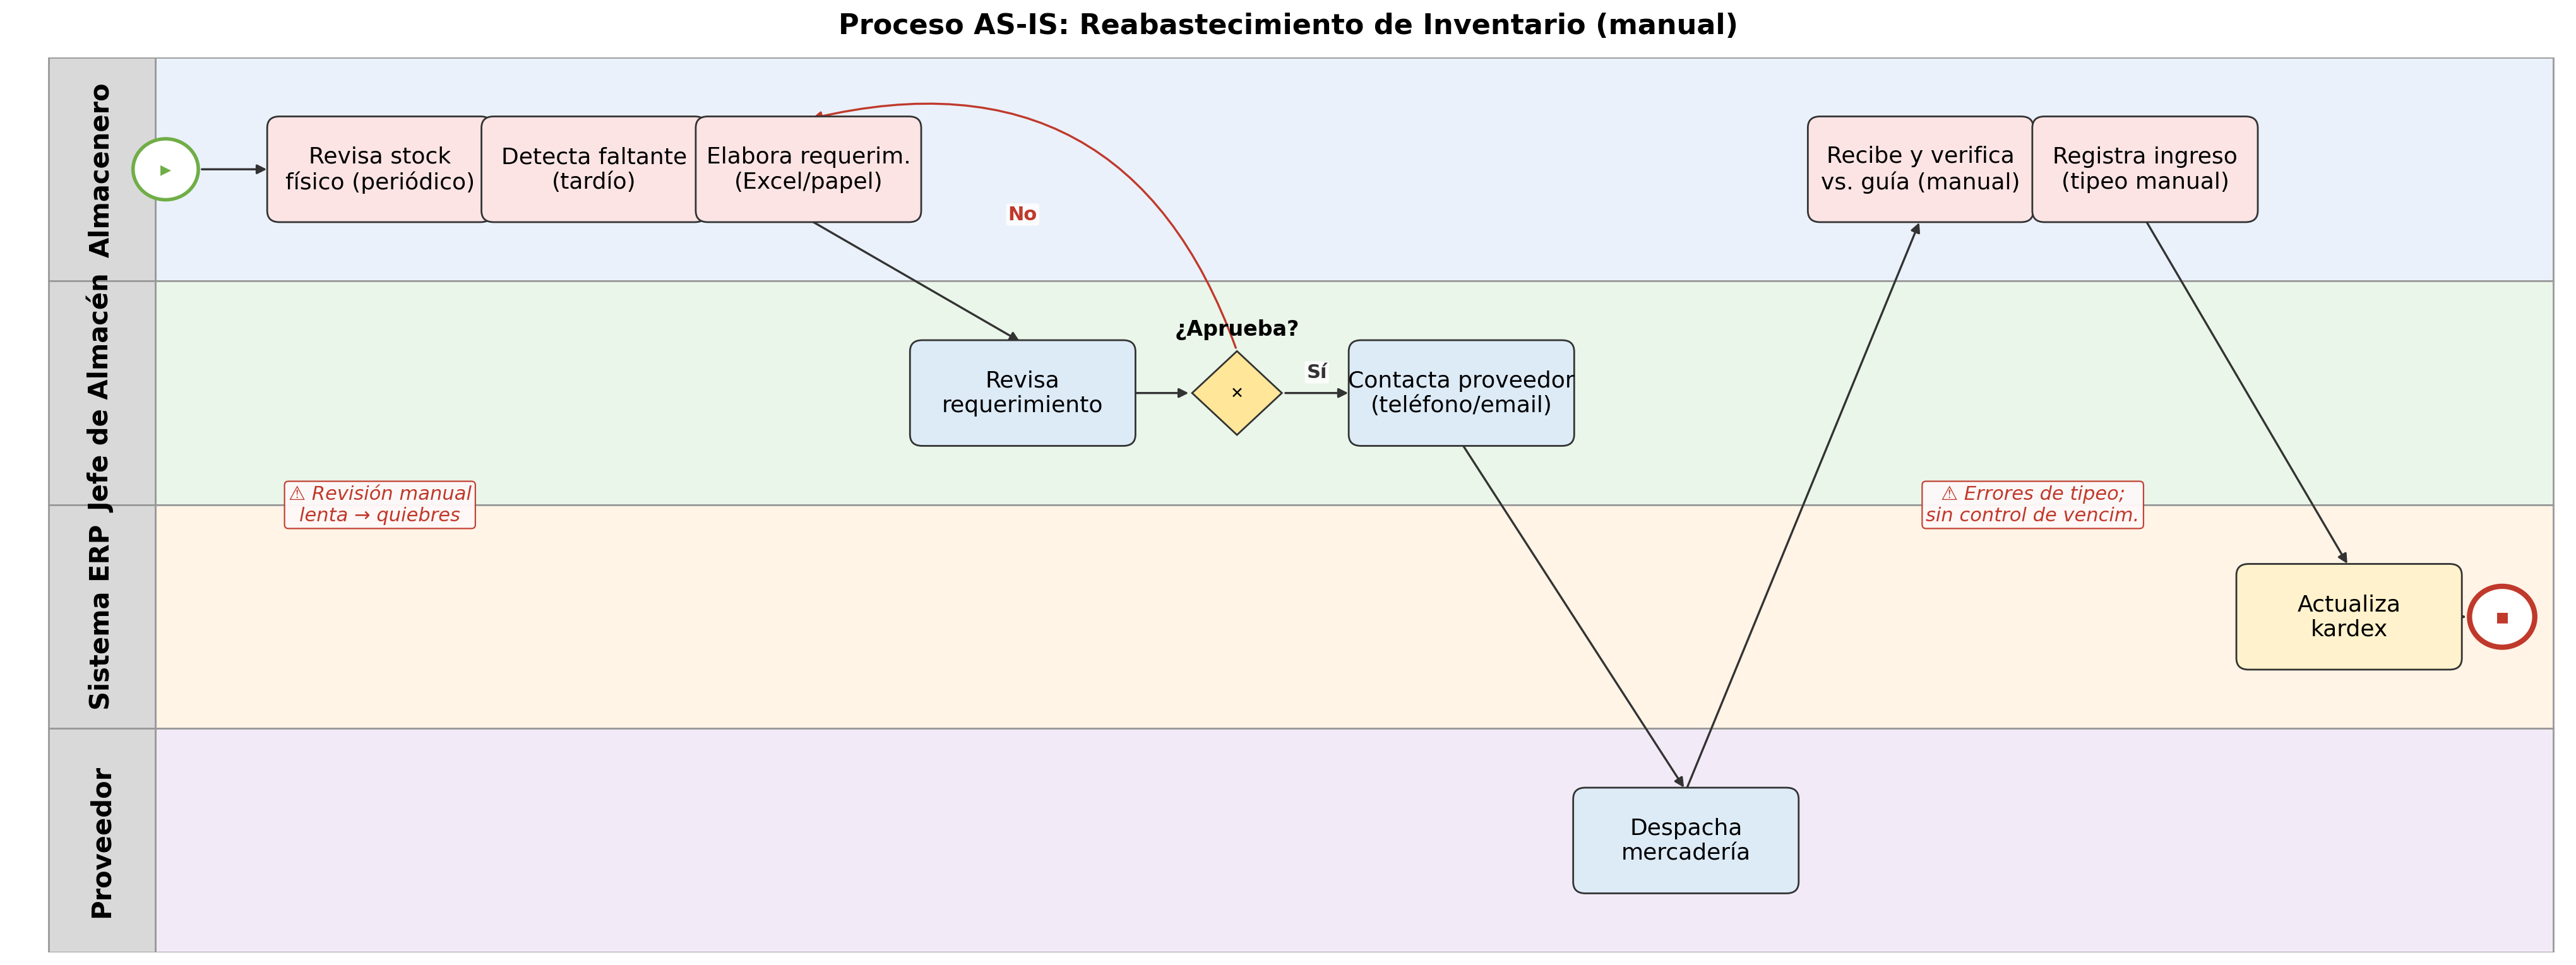 Proceso AS-IS: Reabastecimiento de Inventario (manual)
Almacenero
Revisa stock
físico (periódico)
Detecta faltante
(tardío)
Elabora requerim.
(Excel/papel)
No
Recibe y verifica
vs. guía (manual)
Registra ingreso
(tipeo manual)
Jefe de Almacén
Revisa
requerimiento
¿Aprueba?
×
Sí
Contacta proveedor
(teléfono/email)
⚠ Revisión manual
lenta → quiebres
⚠ Errores de tipeo;
sin control de vencim.
Sistema ERP
Actualiza
kardex
Proveedor
Despacha
mercadería